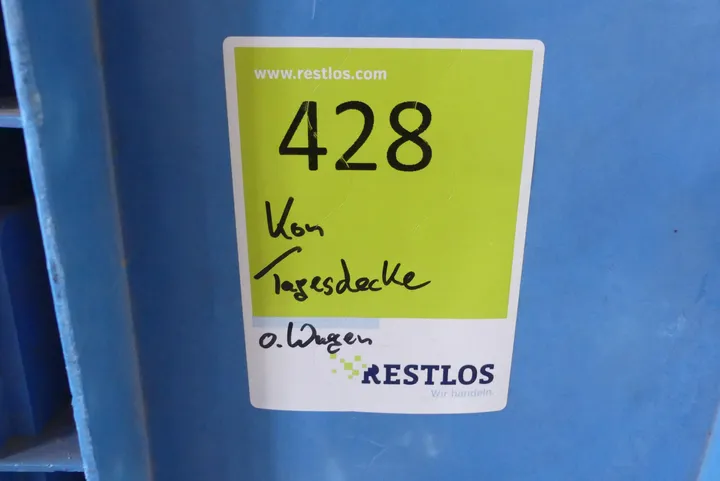 www.restlos.com
428
Kon
Tagesdecke
o. Wagen
RESTLOS
Wir handeln.